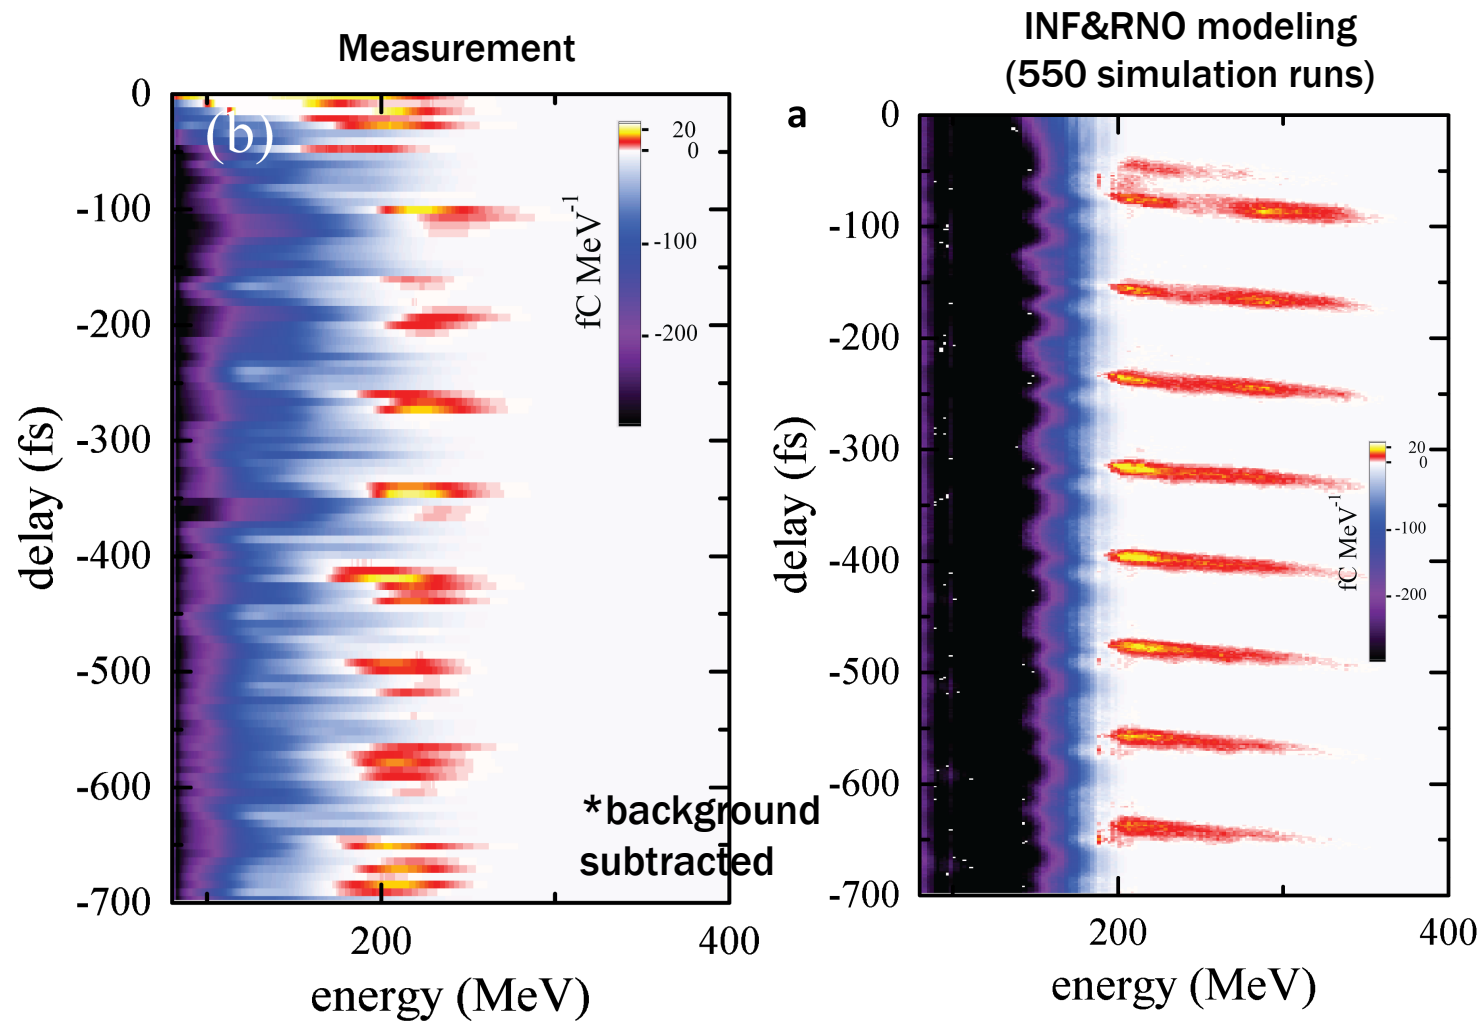 Measurement
INF&RNO modeling
(550 simulation runs)
(b)
a
0
-100
-200
-300
-400
-500
-600
-700
delay (fs)
200
400
energy (MeV)
20
0
-100
-200
fC MeV-1
*background
subtracted
0
-100
-200
-300
-400
-500
-600
-700
delay (fs)
200
400
energy (MeV)
20
0
-100
-200
fC MeV-1